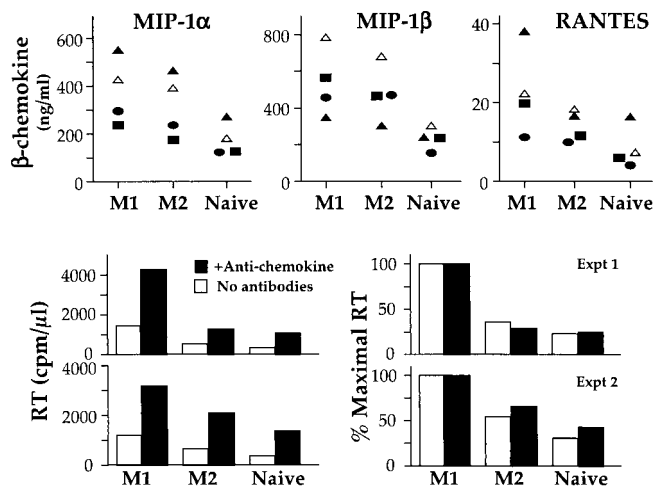 MIP-1α
MIP-1β
RANTES
β-chemokine
(ng/ml)
600
400
200
0
800
400
0
40
20
0
M1 M2 Naive
M1 M2 Naive
M1 M2 Naive
RT (cpm/μl)
4000
2000
0
4000
2000
0
+Anti-chemokine
No antibodies
M1 M2 Naive
% Maximal RT
100
50
0
100
50
0
Expt 1
Expt 2
M1 M2 Naive